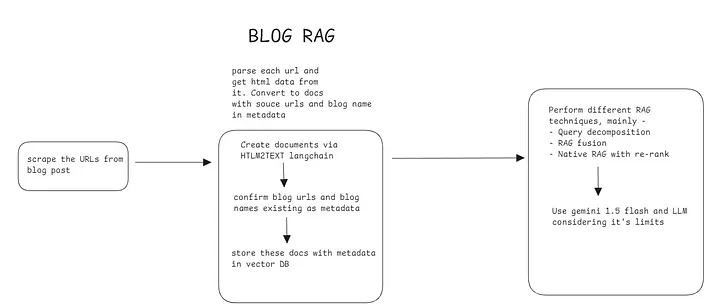 BLOG RAG
parse each url and
get html data from
it. Convert to docs
with souce urls and blog name
in metadata
scrape the URLs from
blog post
Create documents via
HTLM2TEXT langchain
confirm blog urls and blog
names existing as metadata
store these docs with metadata
in vector DB
Perform different RAG
techniques, mainly -
- Query decomposition
- RAG fusion
- Native RAG with re-rank
Use gemini 1.5 flash and LLM
considering it's limits